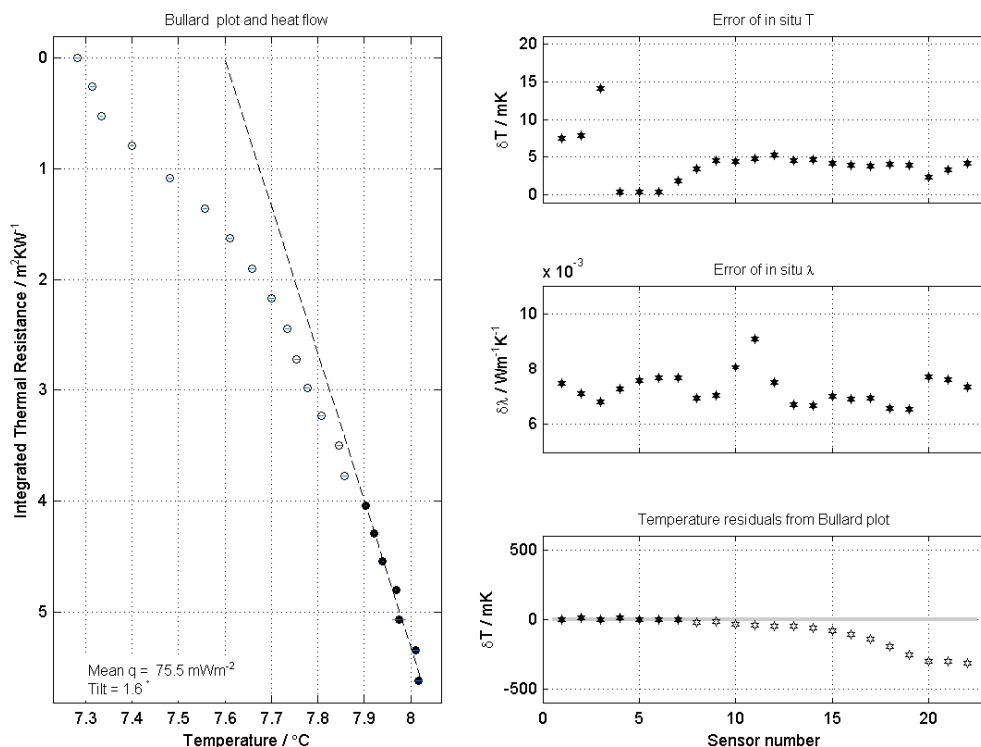 Bullard plot and heat flow
0
1
2
3
4
5
Integrated Thermal Resistance / m²KW⁻¹
Mean q = 75.5 mWm⁻²
Tilt = 1.6°
7.3 7.4 7.5 7.6 7.7 7.8 7.9 8
Temperature / °C
Error of in situ T
20
15
10
5
0
δT / mK
x 10⁻³
Error of in situ λ
10
8
6
δλ / Wm⁻¹K⁻¹
Temperature residuals from Bullard plot
500
0
-500
δT / mK
0 5 10 15 20
Sensor number